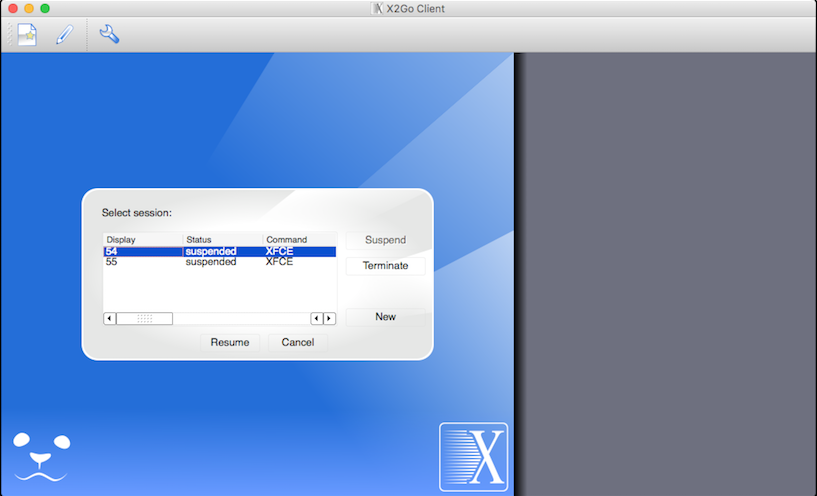 X2Go Client
Select session:
Display Status Command
54 suspended XFCE
55 suspended XFCE
Suspend
Terminate
New
Resume Cancel
X